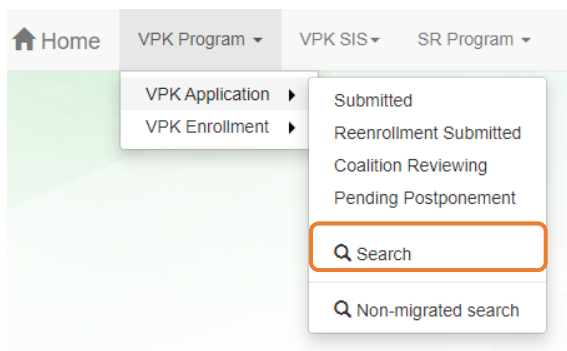 Home VPK Program VPK SIS SR Program
VPK Application
VPK Enrollment
Submitted
Reenrollment Submitted
Coalition Reviewing
Pending Postponement
Search
Non-migrated search